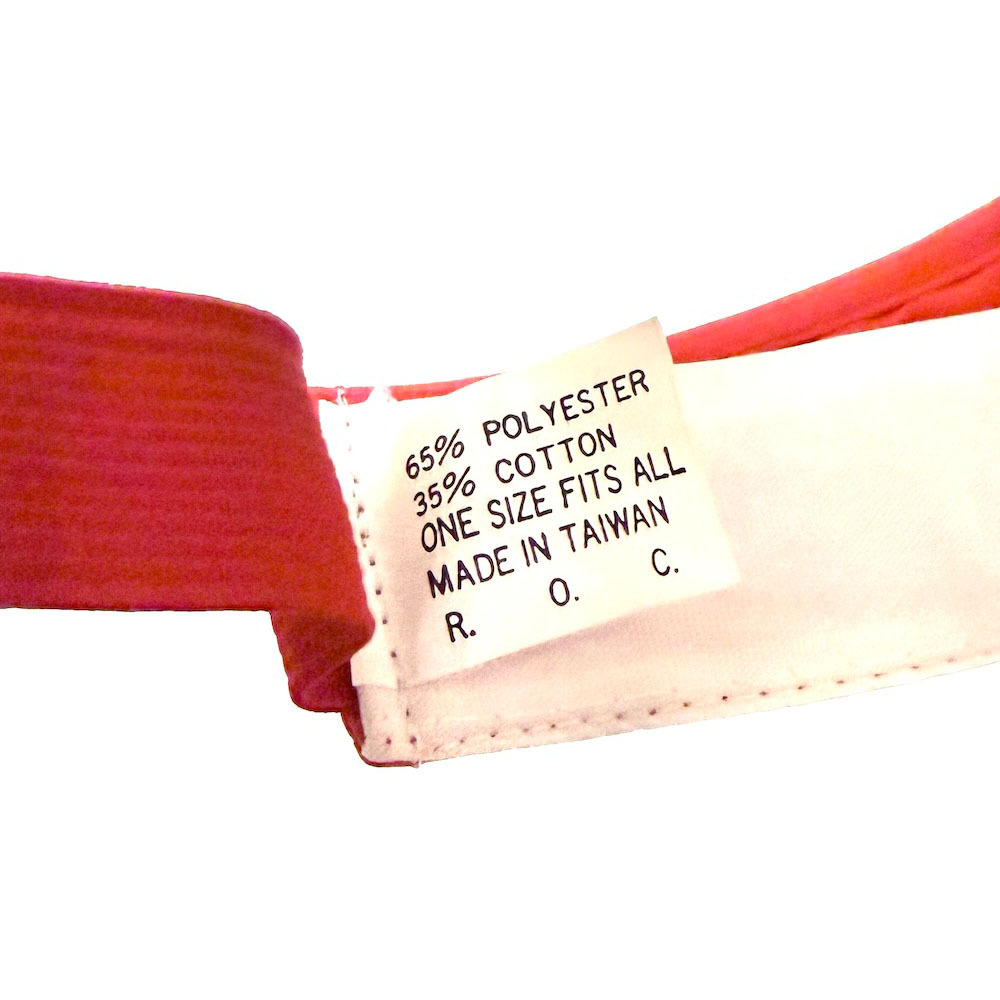 65% POLYESTER
35% COTTON
ONE SIZE FITS ALL
MADE IN TAIWAN
R. O. C.